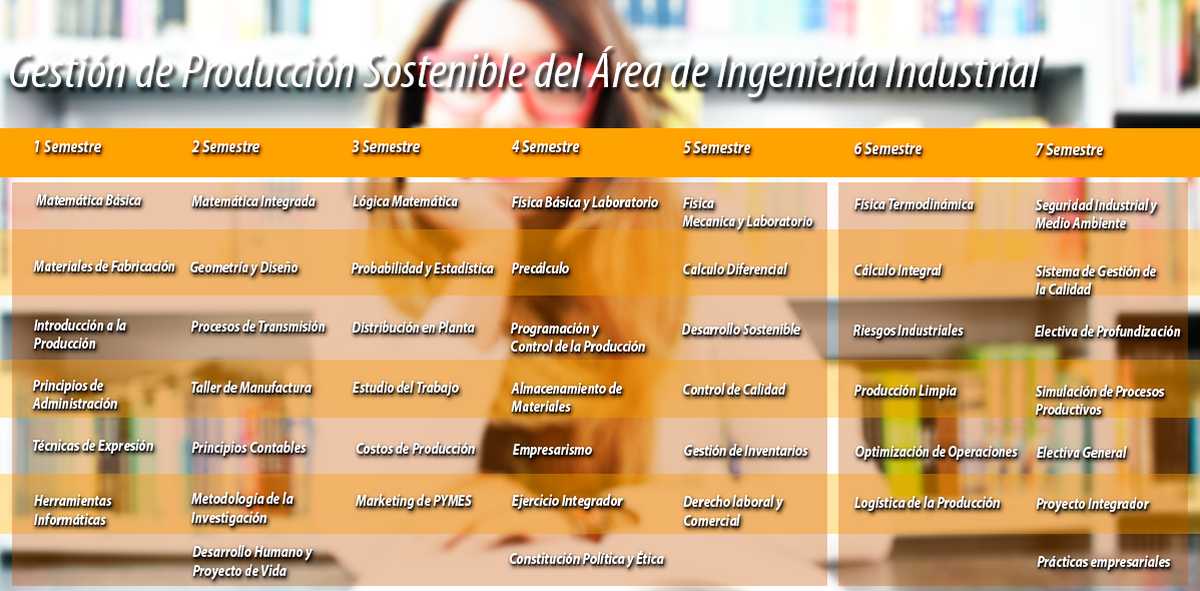 Gestión de Producción Sostenible del Área de Ingeniería Industrial
1 Semestre
2 Semestre
3 Semestre
4 Semestre
5 Semestre
6 Semestre
7 Semestre
Matemática Básica
Matemática Integrada
Lógica Matemática
Física Básica y Laboratorio
Física
Mecanica y Laboratorio
Física Termodinámica
Seguridad Industrial y
Medio Ambiente
Materiales de Fabricación
Geometría y Diseño
Probabilidad y Estadística
Precálculo
Calculo Diferencial
Cálculo Integral
Sistema de Gestión de
la Calidad
Introducción a la
Producción
Procesos de Transmisión
Distribución en Planta
Programación y
Control de la Producción
Desarrollo Sostenible
Riesgos Industriales
Electiva de Profundización
Principios de
Administración
Taller de Manufactura
Estudio del Trabajo
Almacenamiento de
Materiales
Control de Calidad
Producción Limpia
Simulación de Procesos
Productivos
Técnicas de Expresión
Principios Contables
Costos de Producción
Empresarismo
Gestión de Inventarios
Optimización de Operaciones
Electiva General
Herramientas
Informáticas
Metodología de la
Investigación
Marketing de PYMES
Ejercicio Integrador
Derecho laboral y
Comercial
Logística de la Producción
Proyecto Integrador
Desarrollo Humano y
Proyecto de Vida
Constitución Política y Ética
Prácticas empresariales